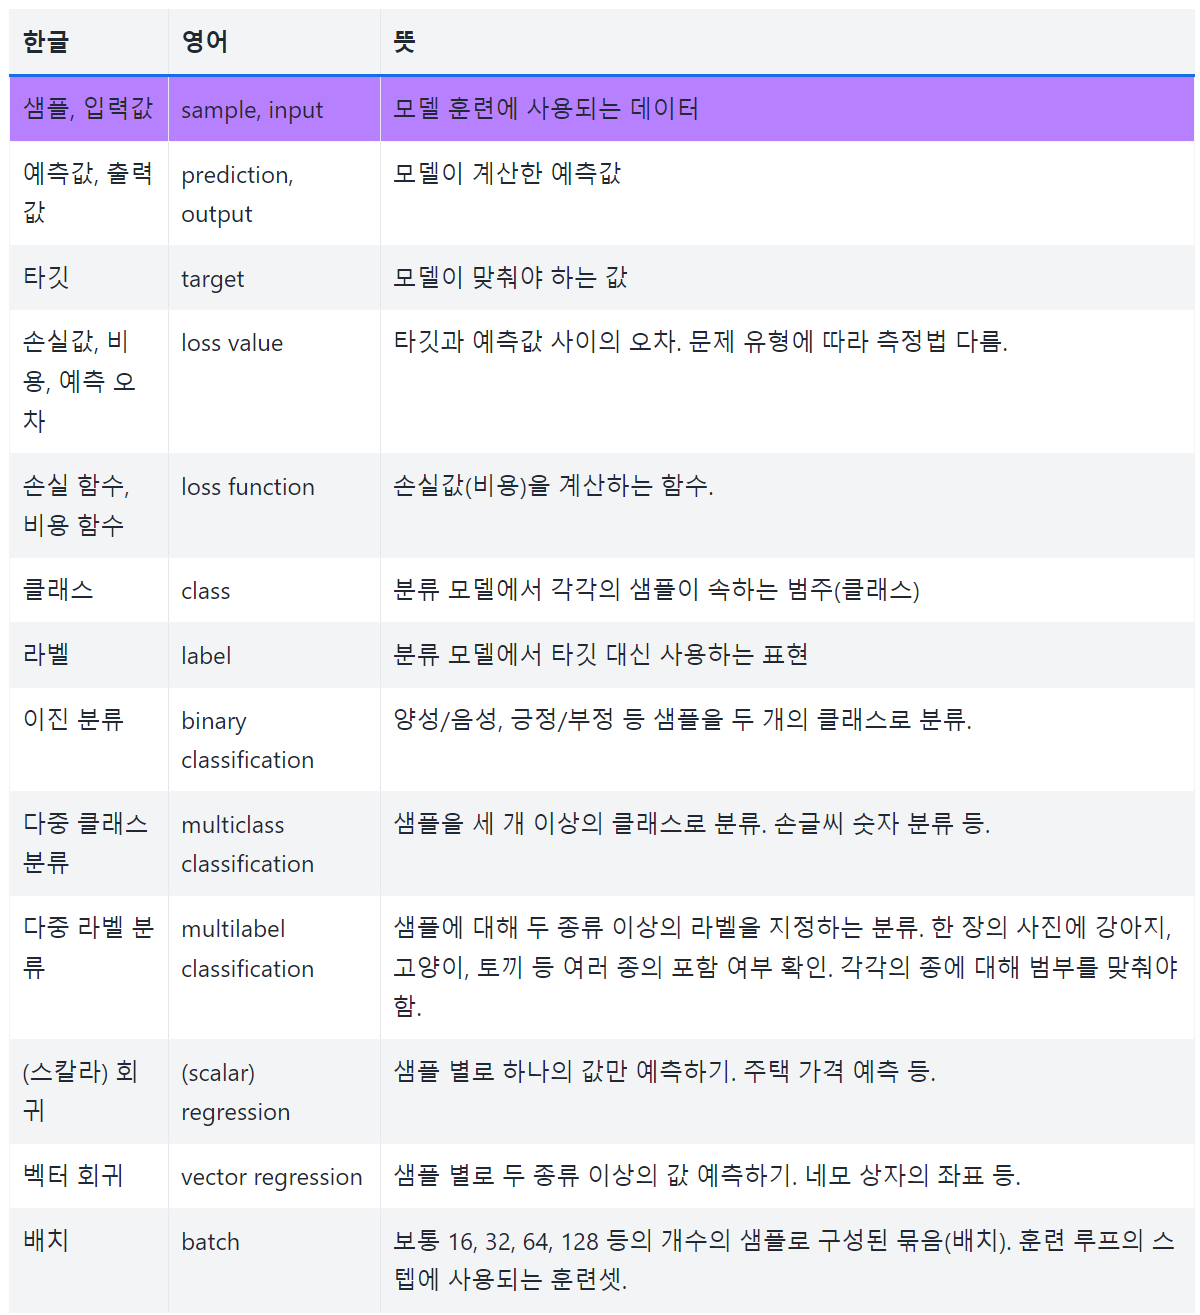 한글 영어 뜻
샘플, 입력값 sample, input 모델 훈련에 사용되는 데이터
예측값, 출력 prediction, 모델이 계산한 예측값
값 output
타깃 target 모델이 맞춰야 하는 값
손실값, 비 loss value 타깃과 예측값 사이의 오차. 문제 유형에 따라 측정법 다름.
용, 예측 오
차
손실 함수, loss function 손실값(비용)을 계산하는 함수.
비용 함수
클래스 class 분류 모델에서 각각의 샘플이 속하는 범주(클래스)
라벨 label 분류 모델에서 타깃 대신 사용하는 표현
이진 분류 binary 양성/음성, 긍정/부정 등 샘플을 두 개의 클래스로 분류.
classification
다중 클래스 multiclass 샘플을 세 개 이상의 클래스로 분류. 손글씨 숫자 분류 등.
분류 classification
다중 라벨 분 multilabel 샘플에 대해 두 종류 이상의 라벨을 지정하는 분류. 한 장의 사진에 강아지,
류 classification 고양이, 토끼 등 여러 종의 포함 여부 확인. 각각의 종에 대해 범부를 맞춰야
함.
(스칼라) 회 (scalar) 샘플 별로 하나의 값만 예측하기. 주택 가격 예측 등.
귀 regression
벡터 회귀 vector regression 샘플 별로 두 종류 이상의 값 예측하기. 네모 상자의 좌표 등.
배치 batch 보통 16, 32, 64, 128 등의 개수의 샘플로 구성된 묶음(배치). 훈련 루프의 스
텝에 사용되는 훈련셋.